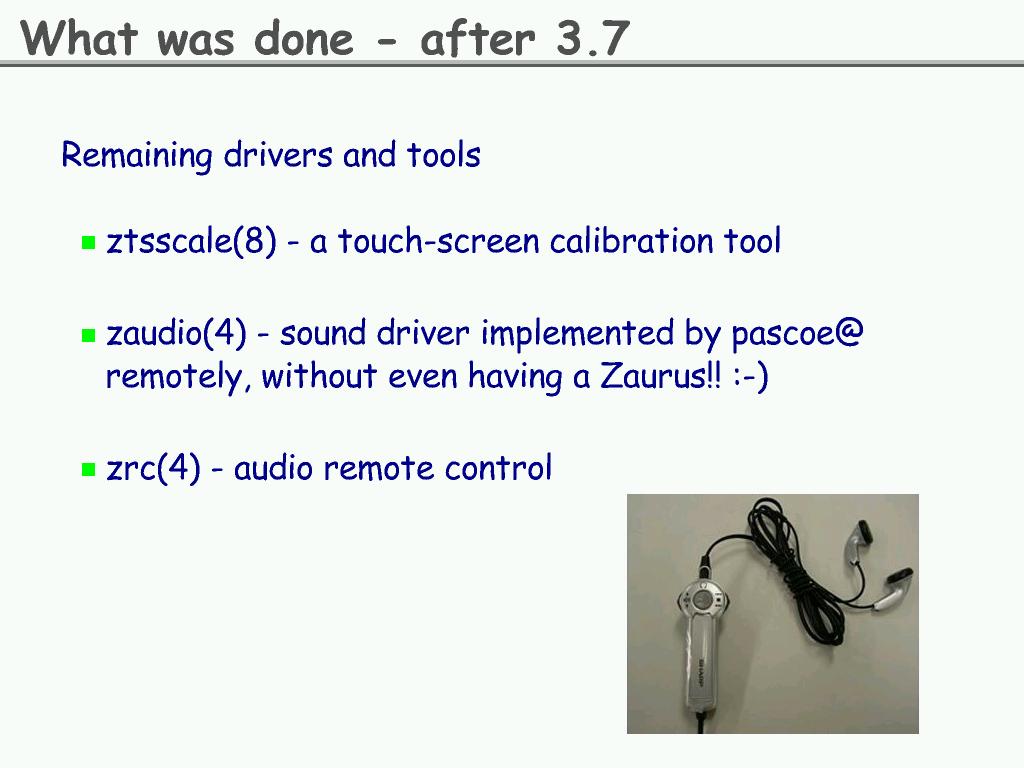 What was done - after 3.7
Remaining drivers and tools
ztsscale(8) - a touch-screen calibration tool
zaudio(4) - sound driver implemented by pascoe@
remotely, without even having a Zaurus!! :-)
zrc(4) - audio remote control
SHARP